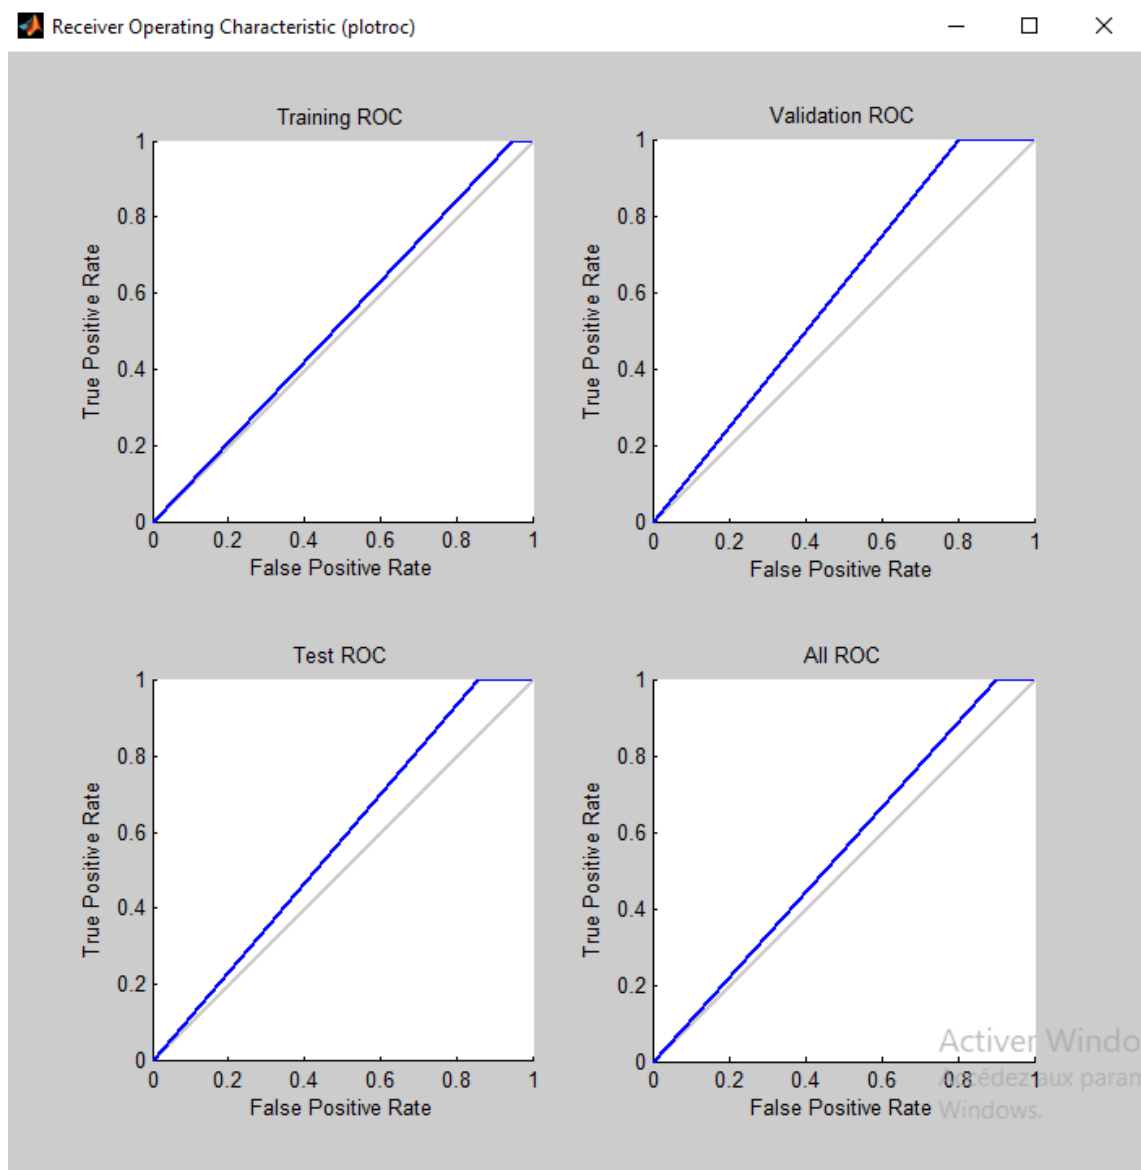 Receiver Operating Characteristic (plotroc)
Training ROC
1
0.8
0.6
0.4
0.2
0
True Positive Rate
0 0.2 0.4 0.6 0.8 1
False Positive Rate
Validation ROC
1
0.8
0.6
0.4
0.2
0
True Positive Rate
0 0.2 0.4 0.6 0.8 1
False Positive Rate
Test ROC
1
0.8
0.6
0.4
0.2
0
True Positive Rate
0 0.2 0.4 0.6 0.8 1
False Positive Rate
All ROC
1
0.8
0.6
0.4
0.2
0
True Positive Rate
0 0.2 0.4 0.6 0.8 1
False Positive Rate
Activer Windo
Accédez aux param
Windows.